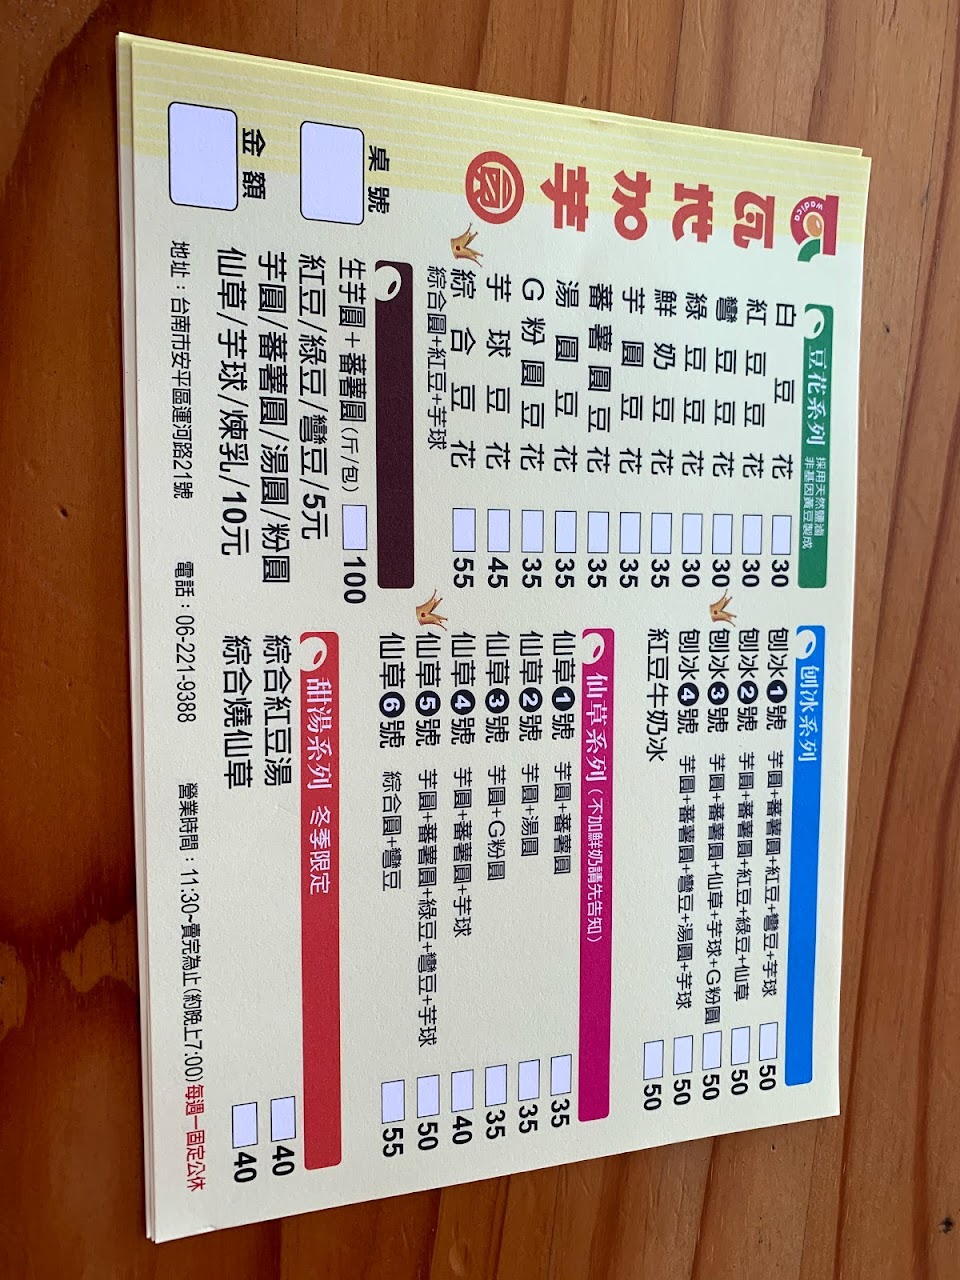 wadica
瓦地加芋圓
豆花系列 採用天然鹽滷
非基因黃豆製成
白豆花 30
紅豆豆花 30
彎豆豆花 30
綠豆豆花 30
鮮奶豆花 35
芋圓豆花 35
蕃薯圓豆花 35
湯圓豆花 35
G粉圓豆花 35
芋球豆花 45
綜合豆花 55
綜合圓+紅豆+芋球
生芋圓+蕃薯圓(斤/包) 100
紅豆/綠豆/彎豆/5元
芋圓/蕃薯圓/湯圓/粉圓
仙草/芋球/煉乳/10元
桌號
金額
刨冰系列
刨冰1號 芋圓+蕃薯圓+紅豆+彎豆+芋球 50
刨冰2號 芋圓+蕃薯圓+紅豆+綠豆+仙草 50
刨冰3號 芋圓+蕃薯圓+仙草+芋球+G粉圓 50
刨冰4號 芋圓+蕃薯圓+彎豆+湯圓+芋球 50
紅豆牛奶冰 50
仙草系列(不加鮮奶請先告知)
仙草1號 芋圓+蕃薯圓 35
仙草2號 芋圓+湯圓 35
仙草3號 芋圓+G粉圓 35
仙草4號 芋圓+蕃薯圓+芋球 40
仙草5號 芋圓+蕃薯圓+綠豆+彎豆+芋球 50
仙草6號 綜合圓+彎豆 55
甜湯系列 冬季限定
綜合紅豆湯 40
綜合燒仙草 40
地址：台南市安平區運河路21號 電話：06-221-9388 營業時間：11:30~賣完為止(約晚上7:00)每週一固定公休